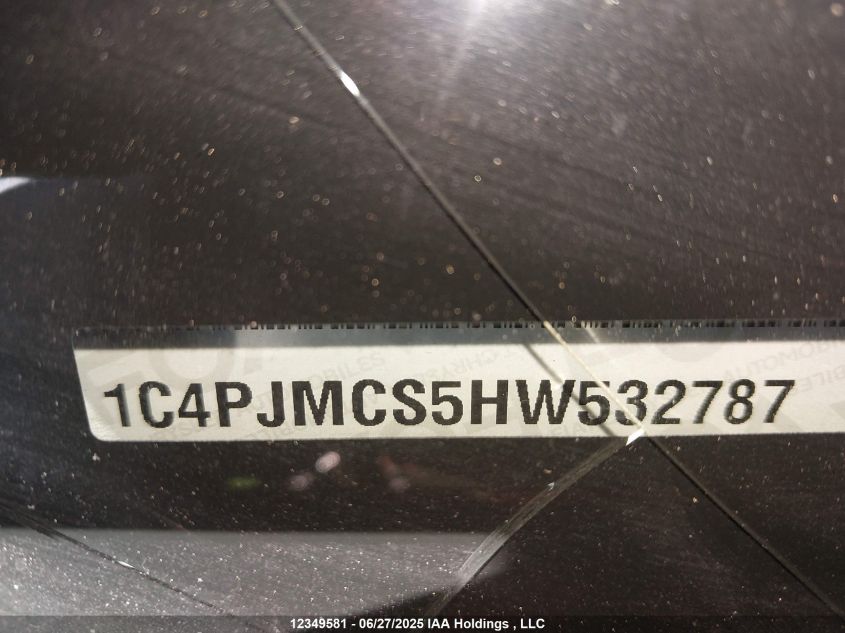 1C4PJMCS5HW532787
12349581 - 06/27/2025 IAA Holdings , LLC